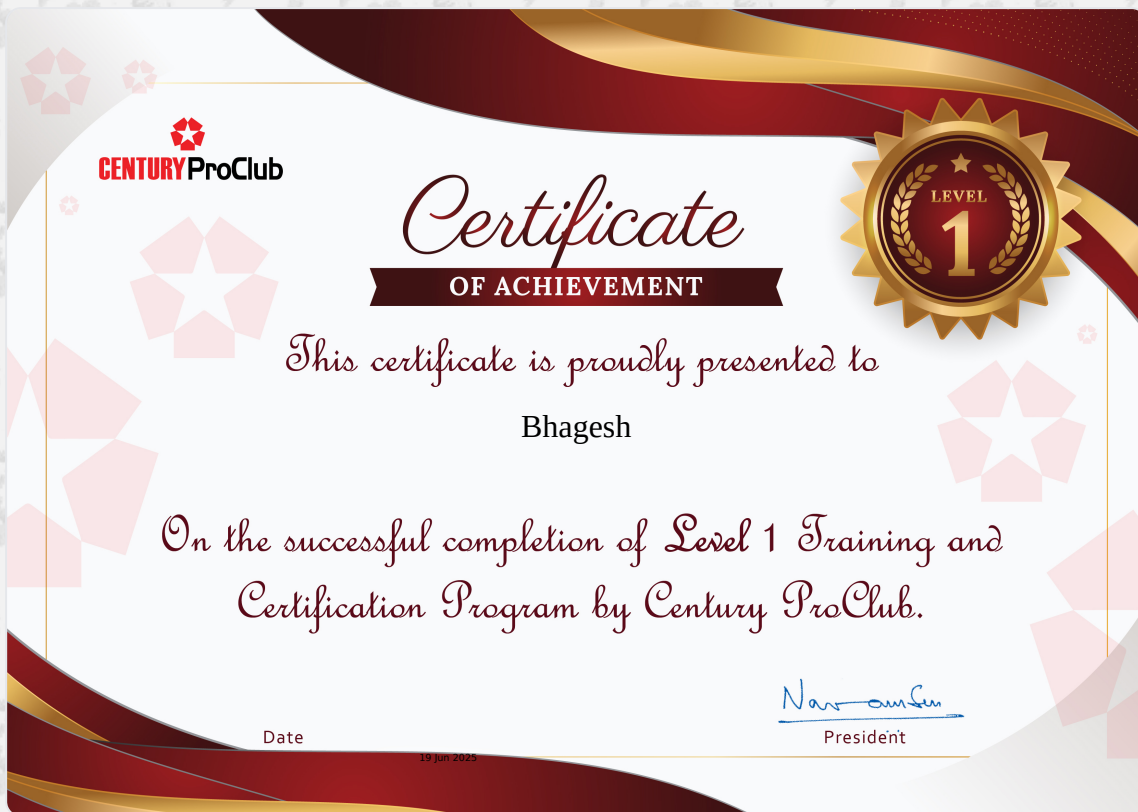 CENTURY ProClub
LEVEL
1
Certificate
OF ACHIEVEMENT
This certificate is proudly presented to
Bhagesh
On the successful completion of Level 1 Training and
Certification Program by Century ProClub.
Date
President
19 Jun 2025